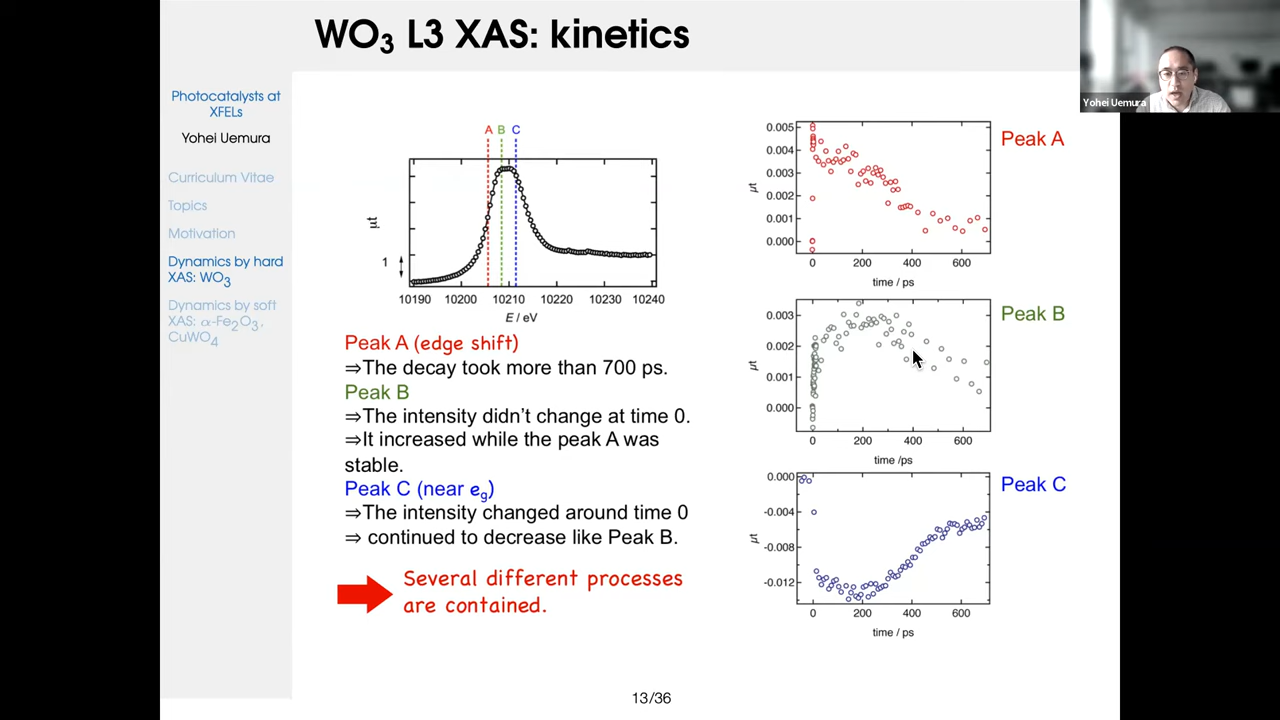 WO₃ L3 XAS: kinetics
Photocatalysts at
XFELs
Yohei Uemura
Curriculum Vitae
Topics
Motivation
Dynamics by hard
XAS: WO₃
Dynamics by soft
XAS: α-Fe₂O₃,
CuWO₄
A B C
μt
1
10190 10200 10210 10220 10230 10240
E / eV
Peak A (edge shift)
⇒The decay took more than 700 ps.
Peak B
⇒The intensity didn't change at time 0.
⇒It increased while the peak A was
stable.
Peak C (near eg)
⇒The intensity changed around time 0
⇒ continued to decrease like Peak B.
Several different processes
are contained.
Peak A
0.005
0.004
0.003
0.002
0.001
0.000
μt
0 200 400 600
time / ps
Peak B
0.003
0.002
0.001
0.000
μt
0 200 400 600
time /ps
Peak C
0.000
-0.004
-0.008
-0.012
μt
0 200 400 600
time / ps
13/36
Yohei Uemura